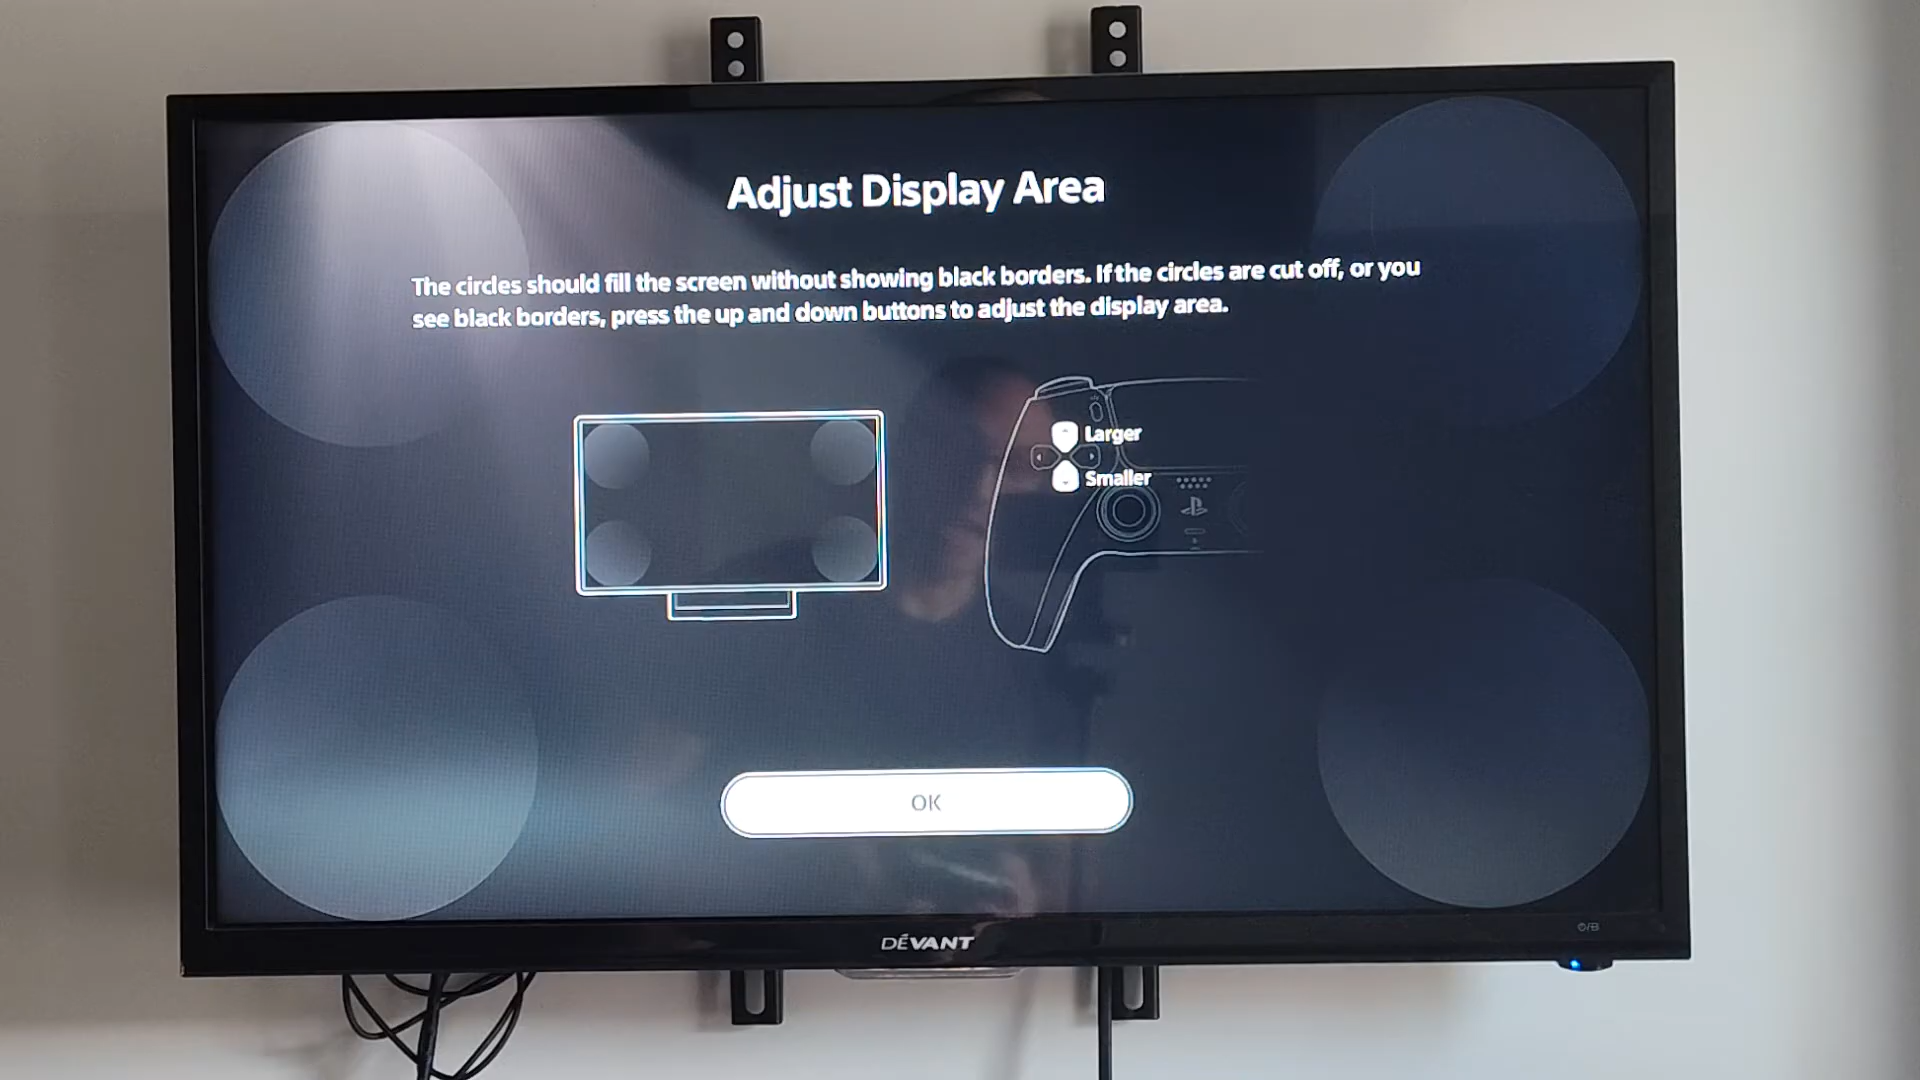 Adjust Display Area
The circles should fill the screen without showing black borders. If the circles are cut off, or you
see black borders, press the up and down buttons to adjust the display area.
Larger
Smaller
OK
DEVANT